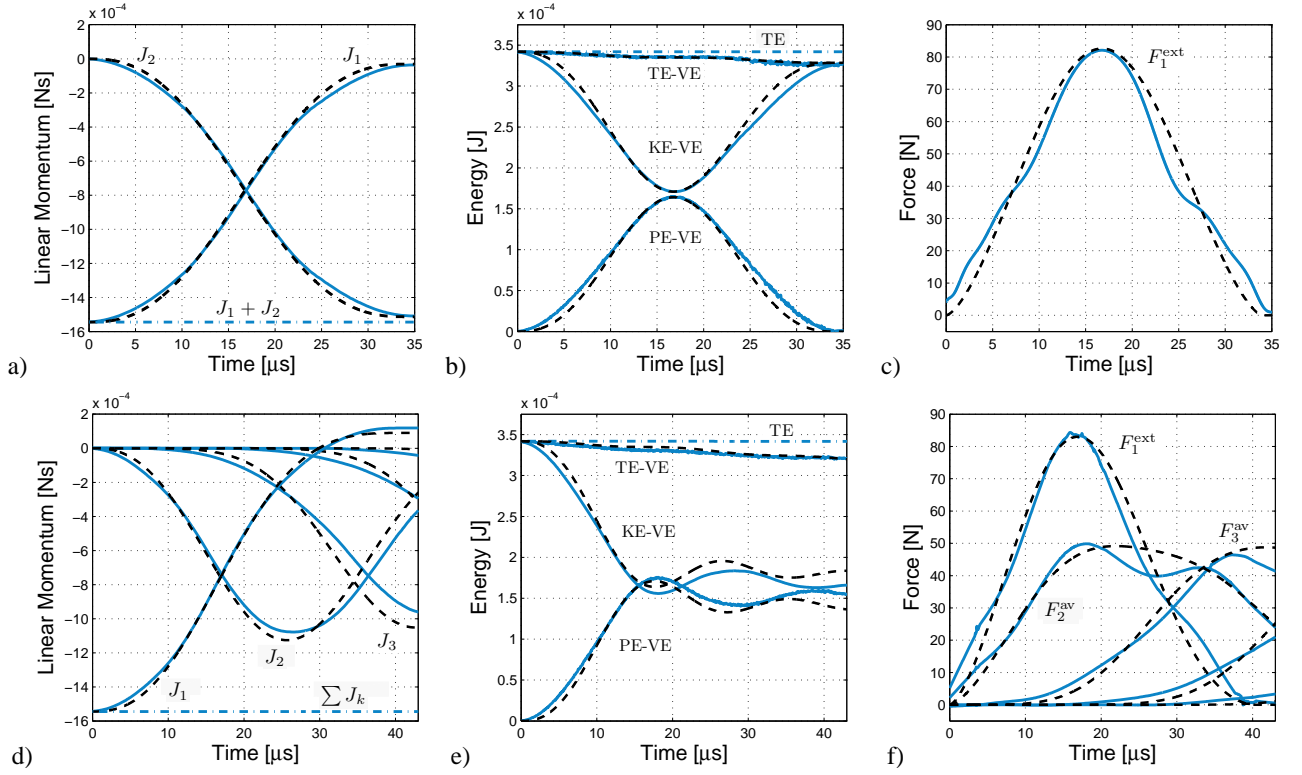 x 10⁻⁴
2
0
−2
−4
−6
−8
−10
−12
−14
−16
J₂
J₁
J₁ + J₂
0 5 10 15 20 25 30 35
Linear Momentum [Ns]
Time [μs]
a)
x 10⁻⁴
3.5
3
2.5
2
1.5
1
0.5
0
TE
TE-VE
KE-VE
PE-VE
0 5 10 15 20 25 30 35
Energy [J]
Time [μs]
b)
90
80
70
60
50
40
30
20
10
0
F₁ᵉˣᵗ
0 5 10 15 20 25 30 35
Force [N]
Time [μs]
c)
x 10⁻⁴
2
0
−2
−4
−6
−8
−10
−12
−14
−16
J₃
J₂
J₁
∑ Jₖ
0 10 20 30 40
Linear Momentum [Ns]
Time [μs]
d)
x 10⁻⁴
3.5
3
2.5
2
1.5
1
0.5
0
TE
TE-VE
KE-VE
PE-VE
0 10 20 30 40
Energy [J]
Time [μs]
e)
90
80
70
60
50
40
30
20
10
0
F₁ᵉˣᵗ
F₃ᵃᵛ
F₂ᵃᵛ
0 10 20 30 40
Force [N]
Time [μs]
f)